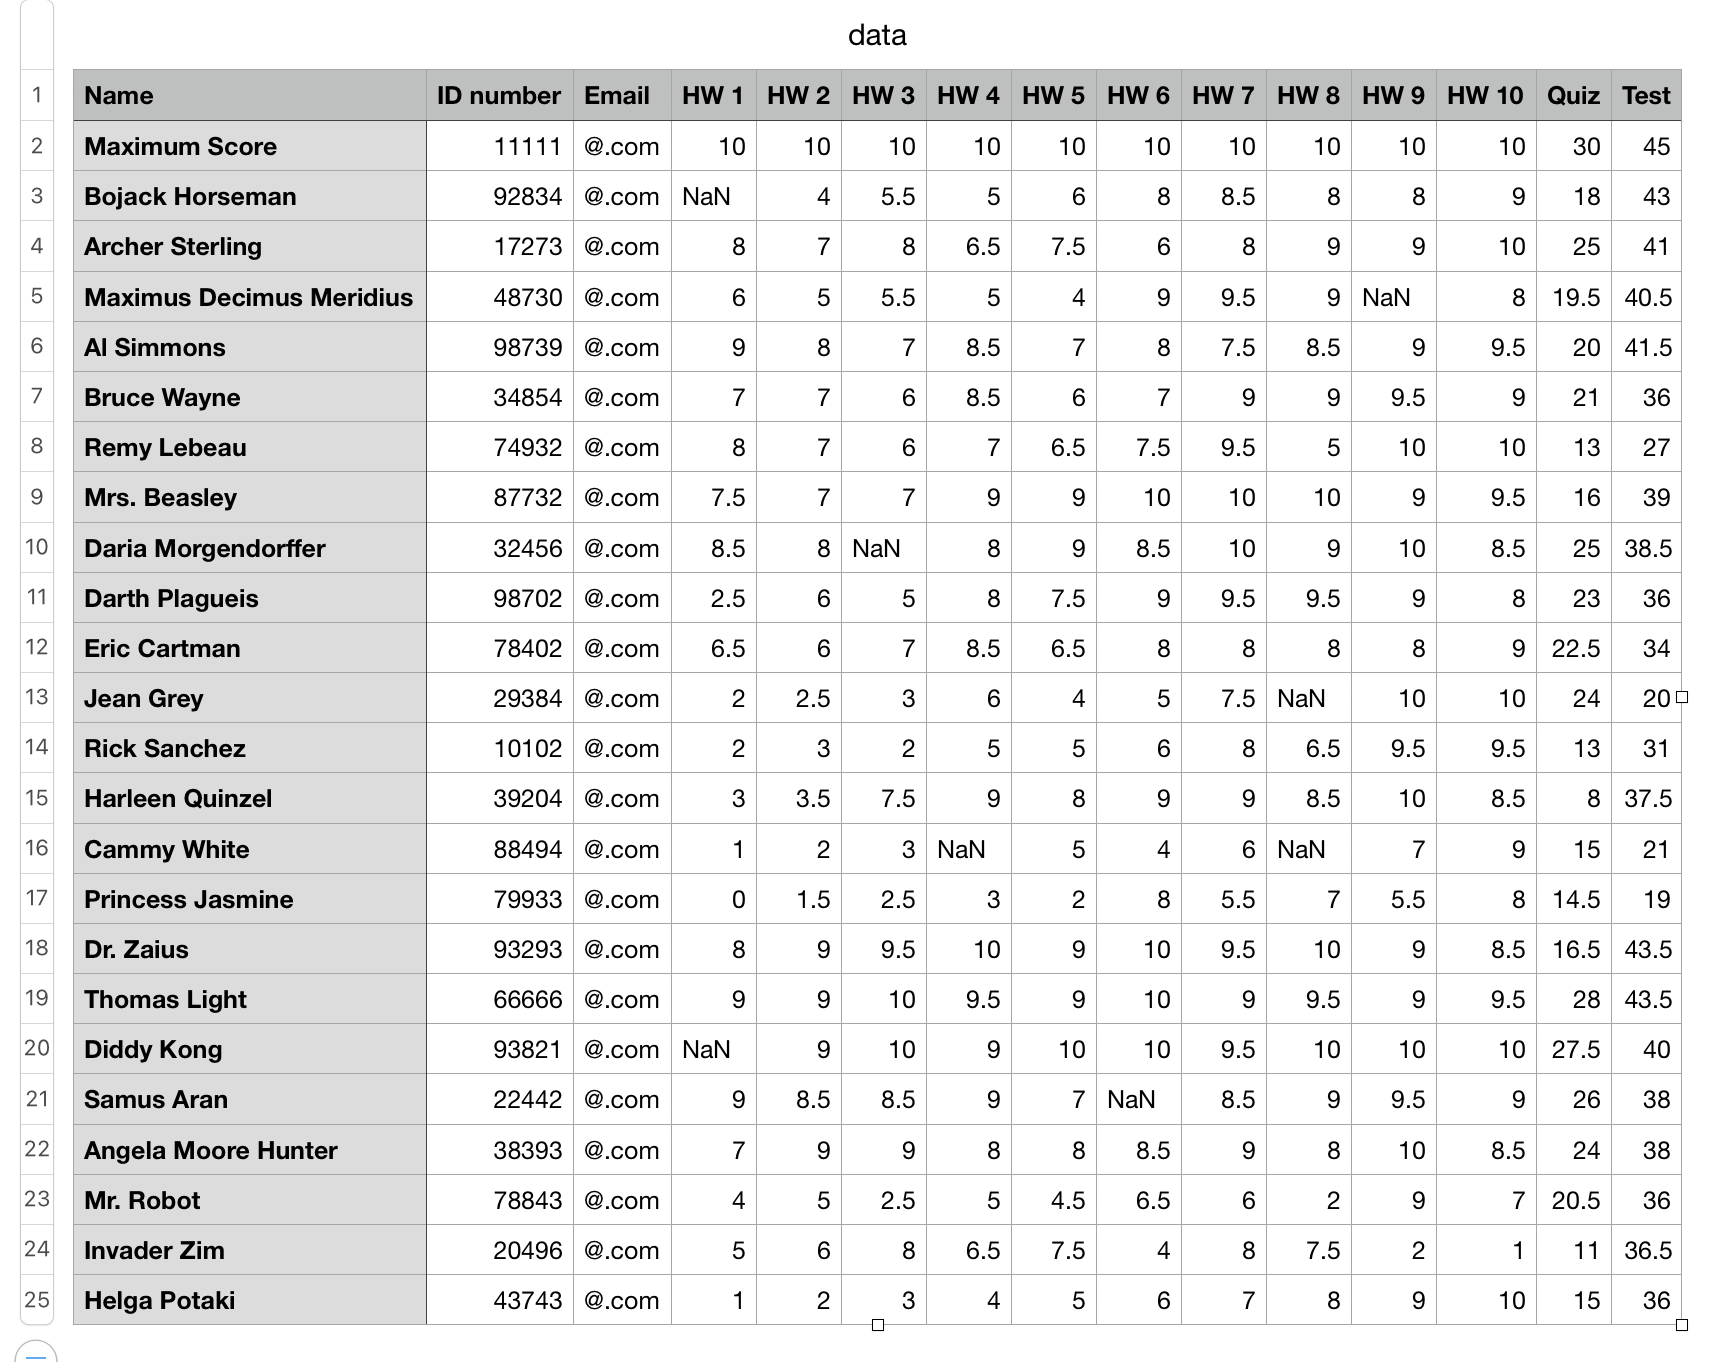 data
1 Name ID number Email HW 1 HW 2 HW 3 HW 4 HW 5 HW 6 HW 7 HW 8 HW 9 HW 10 Quiz Test
2 Maximum Score 11111 @.com 10 10 10 10 10 10 10 10 10 10 30 45
3 Bojack Horseman 92834 @.com NaN 4 5.5 5 6 8 8.5 8 8 9 18 43
4 Archer Sterling 17273 @.com 8 7 8 6.5 7.5 6 8 9 9 10 25 41
5 Maximus Decimus Meridius 48730 @.com 6 5 5.5 5 4 9 9.5 9 NaN 8 19.5 40.5
6 Al Simmons 98739 @.com 9 8 7 8.5 7 8 7.5 8.5 9 9.5 20 41.5
7 Bruce Wayne 34854 @.com 7 7 6 8.5 6 7 9 9 9.5 9 21 36
8 Remy Lebeau 74932 @.com 8 7 6 7 6.5 7.5 9.5 5 10 10 13 27
9 Mrs. Beasley 87732 @.com 7.5 7 7 9 9 10 10 10 9 9.5 16 39
10 Daria Morgendorffer 32456 @.com 8.5 8 NaN 8 9 8.5 10 9 10 8.5 25 38.5
11 Darth Plagueis 98702 @.com 2.5 6 5 8 7.5 9 9.5 9.5 9 8 23 36
12 Eric Cartman 78402 @.com 6.5 6 7 8.5 6.5 8 8 8 8 9 22.5 34
13 Jean Grey 29384 @.com 2 2.5 3 6 4 5 7.5 NaN 10 10 24 20
14 Rick Sanchez 10102 @.com 2 3 2 5 5 6 8 6.5 9.5 9.5 13 31
15 Harleen Quinzel 39204 @.com 3 3.5 7.5 9 8 9 9 8.5 10 8.5 8 37.5
16 Cammy White 88494 @.com 1 2 3 NaN 5 4 6 NaN 7 9 15 21
17 Princess Jasmine 79933 @.com 0 1.5 2.5 3 2 8 5.5 7 5.5 8 14.5 19
18 Dr. Zaius 93293 @.com 8 9 9.5 10 9 10 9.5 10 9 8.5 16.5 43.5
19 Thomas Light 66666 @.com 9 9 10 9.5 9 10 9 9.5 9 9.5 28 43.5
20 Diddy Kong 93821 @.com NaN 9 10 9 10 10 9.5 10 10 10 27.5 40
21 Samus Aran 22442 @.com 9 8.5 8.5 9 7 NaN 8.5 9 9.5 9 26 38
22 Angela Moore Hunter 38393 @.com 7 9 9 8 8 8.5 9 8 10 8.5 24 38
23 Mr. Robot 78843 @.com 4 5 2.5 5 4.5 6.5 6 2 9 7 20.5 36
24 Invader Zim 20496 @.com 5 6 8 6.5 7.5 4 8 7.5 2 1 11 36.5
25 Helga Potaki 43743 @.com 1 2 3 4 5 6 7 8 9 10 15 36